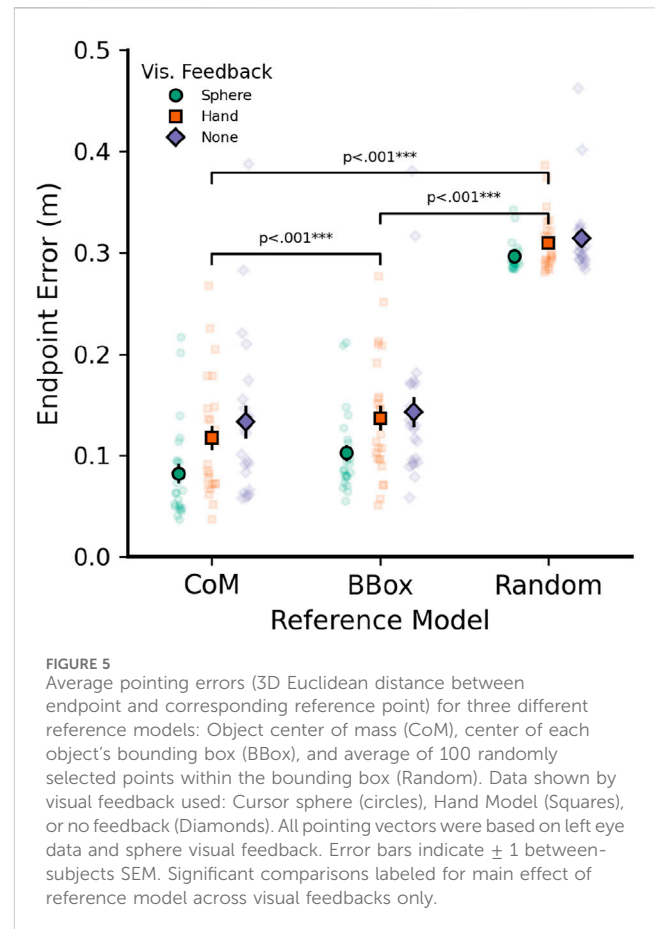 0.5
Vis. Feedback
Sphere
Hand
None
0.4
p<.001***
p<.001***
0.3
p<.001***
0.2
0.1
0.0
Endpoint Error (m)
CoM BBox Random
Reference Model
FIGURE 5
Average pointing errors (3D Euclidean distance between
endpoint and corresponding reference point) for three different
reference models: Object center of mass (CoM), center of each
object's bounding box (BBox), and average of 100 randomly
selected points within the bounding box (Random). Data shown by
visual feedback used: Cursor sphere (circles), Hand Model (Squares),
or no feedback (Diamonds). All pointing vectors were based on left eye
data and sphere visual feedback. Error bars indicate ± 1 between-
subjects SEM. Significant comparisons labeled for main effect of
reference model across visual feedbacks only.